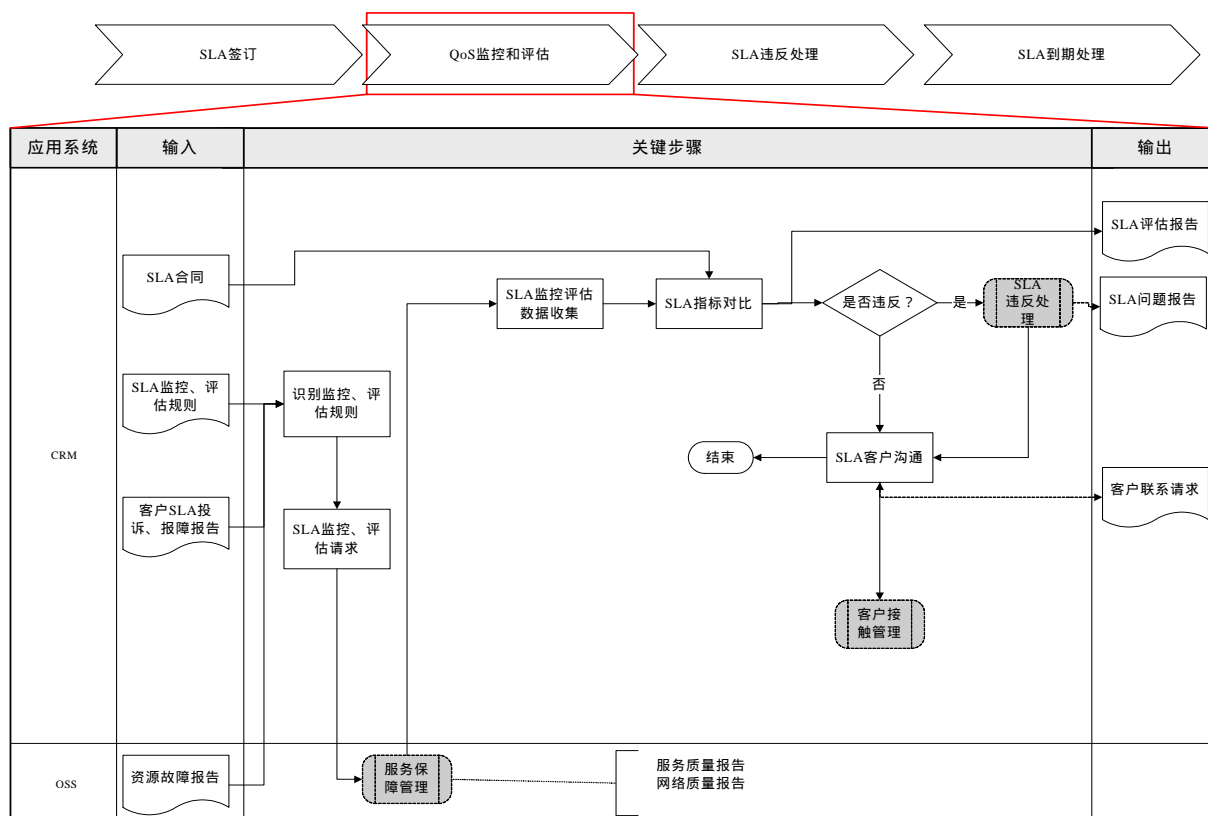 SLA签订
QoS监控和评估
SLA违反处理
SLA到期处理
应用系统
输入
关键步骤
输出
SLA评估报告
SLA合同
SLA监控评估
数据收集
SLA指标对比
是否违反？
是
SLA
违反处
理
SLA问题报告
SLA监控、评
估规则
识别监控、评
估规则
否
CRM
结束
SLA客户沟通
客户联系请求
客户SLA投
诉、报障报告
SLA监控、评
估请求
客户接
触管理
OSS
资源故障报告
服务保
障管理
服务质量报告
网络质量报告